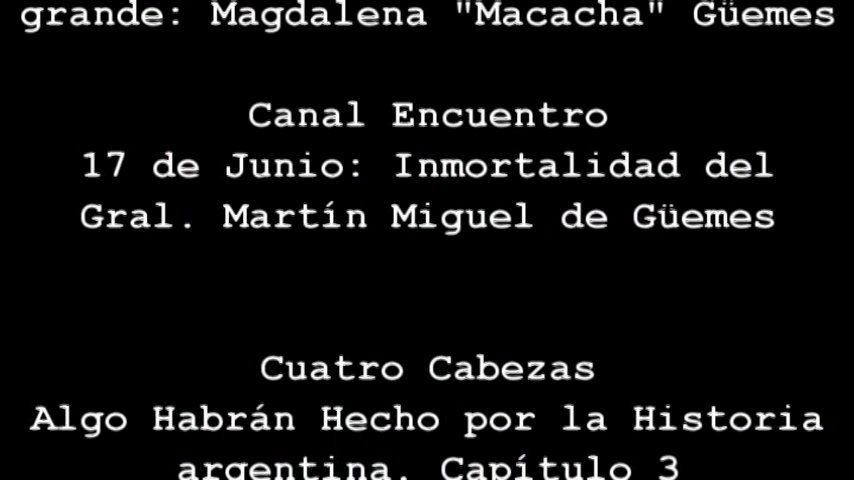 grande: Magdalena "Macacha" Güemes
Canal Encuentro
17 de Junio: Inmortalidad del
Gral. Martín Miguel de Güemes
Cuatro Cabezas
Algo Habrán Hecho por la Historia
argentina. Capítulo 3